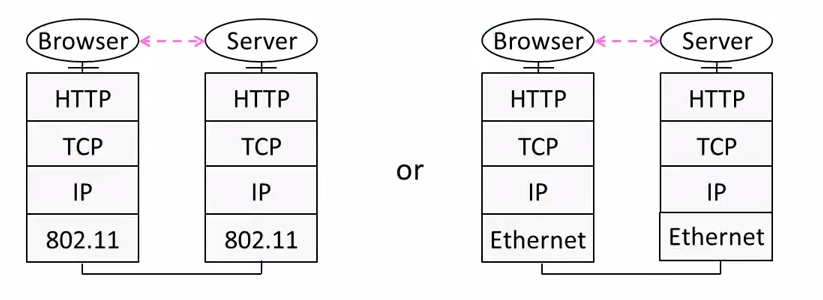 Browser Server
HTTP HTTP
TCP TCP
IP IP
802.11 802.11
or
Browser Server
HTTP HTTP
TCP TCP
IP IP
Ethernet Ethernet